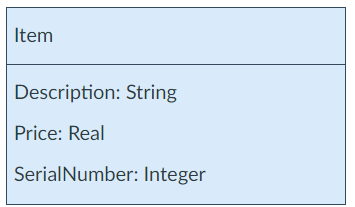 Item
Description: String
Price: Real
SerialNumber: Integer